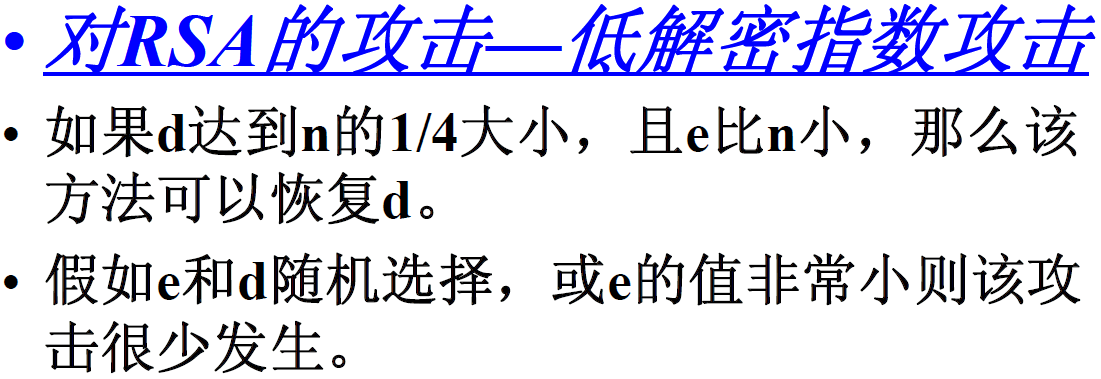 • 对RSA的攻击—低解密指数攻击
• 如果d达到n的1/4大小，且e比n小，那么该
方法可以恢复d。
• 假如e和d随机选择，或e的值非常小则该攻
击很少发生。